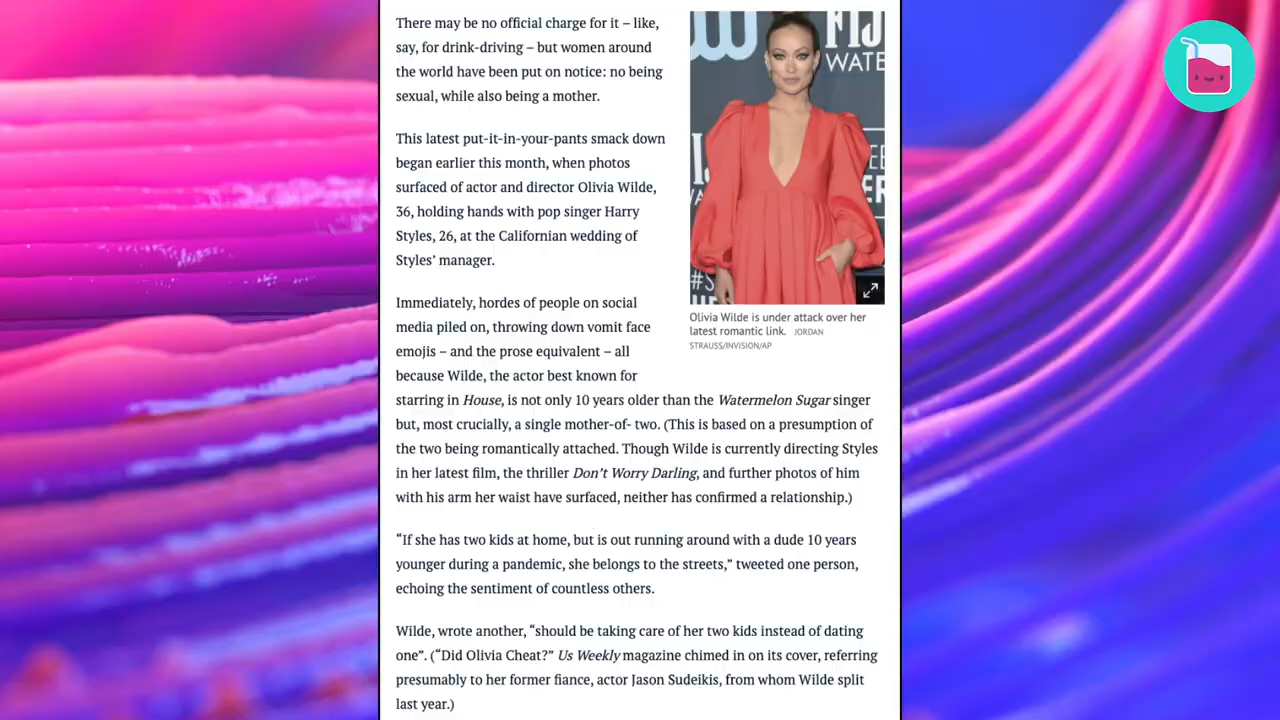 There may be no official charge for it – like,
say, for drink-driving – but women around
the world have been put on notice: no being
sexual, while also being a mother.
This latest put-it-in-your-pants smack down
began earlier this month, when photos
surfaced of actor and director Olivia Wilde,
36, holding hands with pop singer Harry
Styles, 26, at the Californian wedding of
Styles’ manager.
Immediately, hordes of people on social
media piled on, throwing down vomit face
emojis – and the prose equivalent – all
because Wilde, the actor best known for
starring in House, is not only 10 years older than the Watermelon Sugar singer
but, most crucially, a single mother-of- two. (This is based on a presumption of
the two being romantically attached. Though Wilde is currently directing Styles
in her latest film, the thriller Don’t Worry Darling, and further photos of him
with his arm her waist have surfaced, neither has confirmed a relationship.)
“If she has two kids at home, but is out running around with a dude 10 years
younger during a pandemic, she belongs to the streets,” tweeted one person,
echoing the sentiment of countless others.
Wilde, wrote another, “should be taking care of her two kids instead of dating
one”. (“Did Olivia Cheat?” Us Weekly magazine chimed in on its cover, referring
presumably to her former fiance, actor Jason Sudeikis, from whom Wilde split
last year.)
FIJ
WATE
Olivia Wilde is under attack over her
latest romantic link. JORDAN
STRAUSS/INVISION/AP